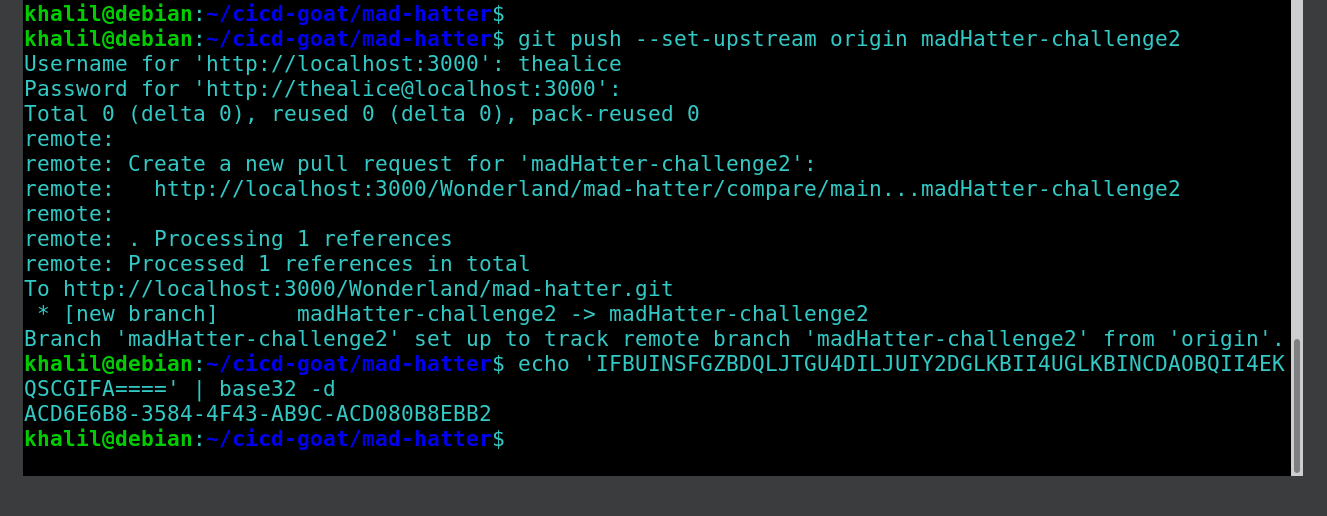 khalil@debian:~/cicd-goat/mad-hatter$
khalil@debian:~/cicd-goat/mad-hatter$ git push --set-upstream origin madHatter-challenge2
Username for 'http://localhost:3000': thealice
Password for 'http://thealice@localhost:3000':
Total 0 (delta 0), reused 0 (delta 0), pack-reused 0
remote:
remote: Create a new pull request for 'madHatter-challenge2':
remote:   http://localhost:3000/Wonderland/mad-hatter/compare/main...madHatter-challenge2
remote:
remote: . Processing 1 references
remote: Processed 1 references in total
To http://localhost:3000/Wonderland/mad-hatter.git
 * [new branch]      madHatter-challenge2 -> madHatter-challenge2
Branch 'madHatter-challenge2' set up to track remote branch 'madHatter-challenge2' from 'origin'.
khalil@debian:~/cicd-goat/mad-hatter$ echo 'IFBUINSFGZBDQLJTGU4DILJUIY2DGLKBII4UGLKBINCDAOBQII4EK
QSCGIFA====' | base32 -d
ACD6E6B8-3584-4F43-AB9C-ACD080B8EBB2
khalil@debian:~/cicd-goat/mad-hatter$